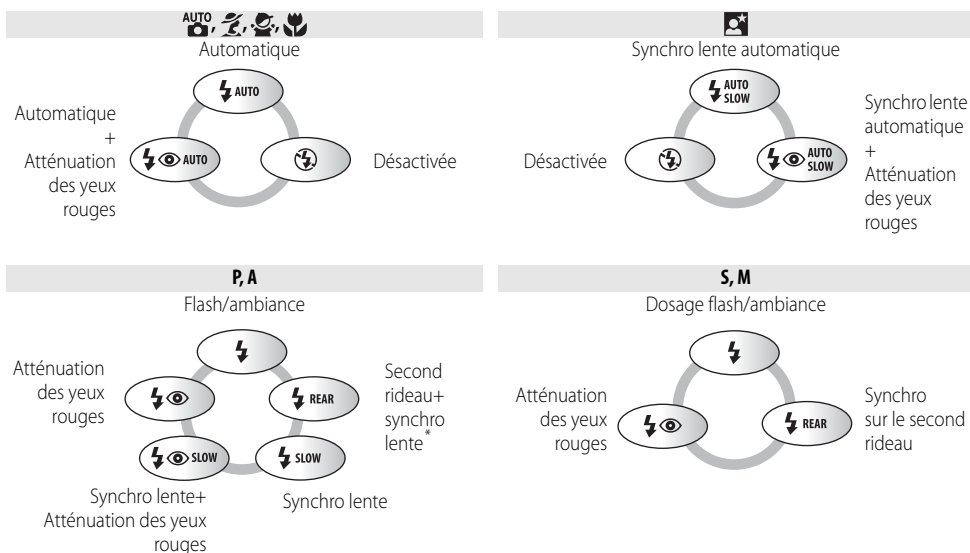 AUTO, , ,
Automatique
AUTO
Automatique
+
Atténuation
des yeux
rouges
AUTO
Désactivée
Synchro lente automatique
AUTO
SLOW
Désactivée
AUTO
SLOW
Synchro lente
automatique
+
Atténuation
des yeux
rouges
P, A
Flash/ambiance
Atténuation
des yeux
rouges
REAR
Second
rideau+
synchro
lente*
SLOW
SLOW
Synchro lente+
Atténuation des yeux
rouges
Synchro lente
S, M
Dosage flash/ambiance
Atténuation
des yeux
rouges
REAR
Synchro
sur le second
rideau